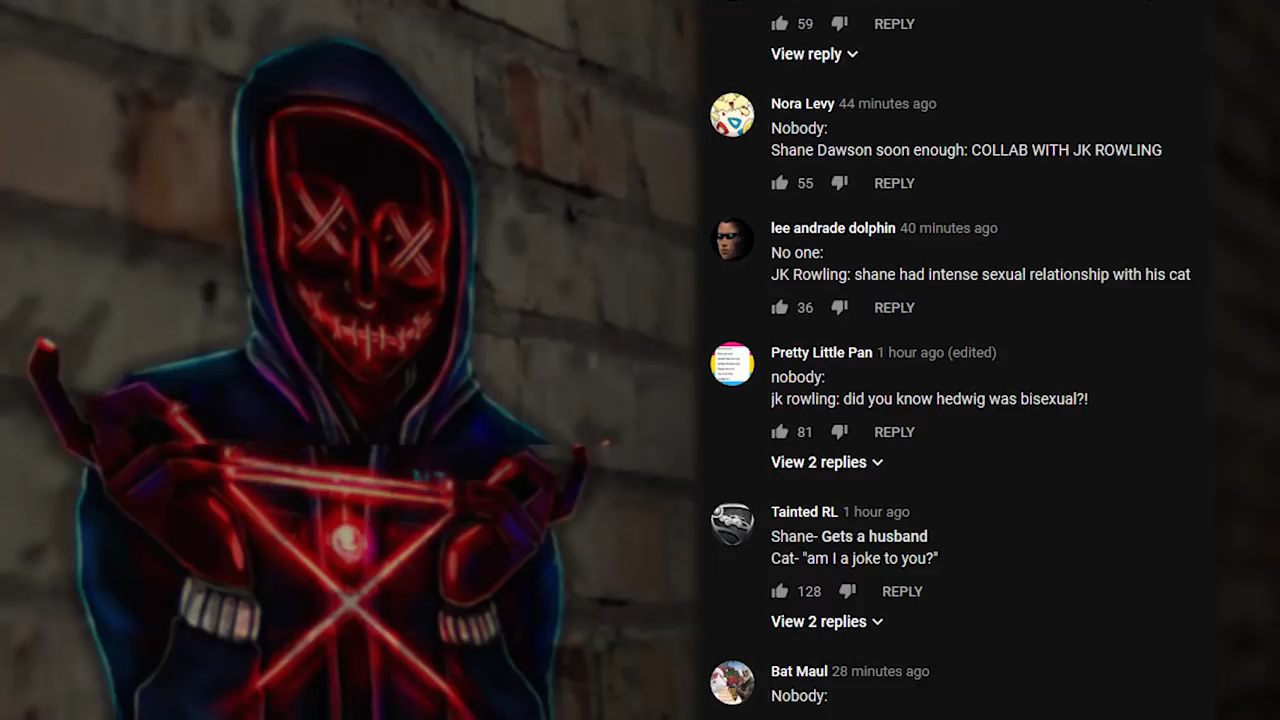 59 REPLY
View reply
Nora Levy 44 minutes ago
Nobody:
Shane Dawson soon enough: COLLAB WITH JK ROWLING
55 REPLY
lee andrade dolphin 40 minutes ago
No one:
JK Rowling: shane had intense sexual relationship with his cat
36 REPLY
Pretty Little Pan 1 hour ago (edited)
nobody:
jk rowling: did you know hedwig was bisexual?!
81 REPLY
View 2 replies
Tainted RL 1 hour ago
Shane- Gets a husband
Cat- "am I a joke to you?"
128 REPLY
View 2 replies
Bat Maul 28 minutes ago
Nobody: